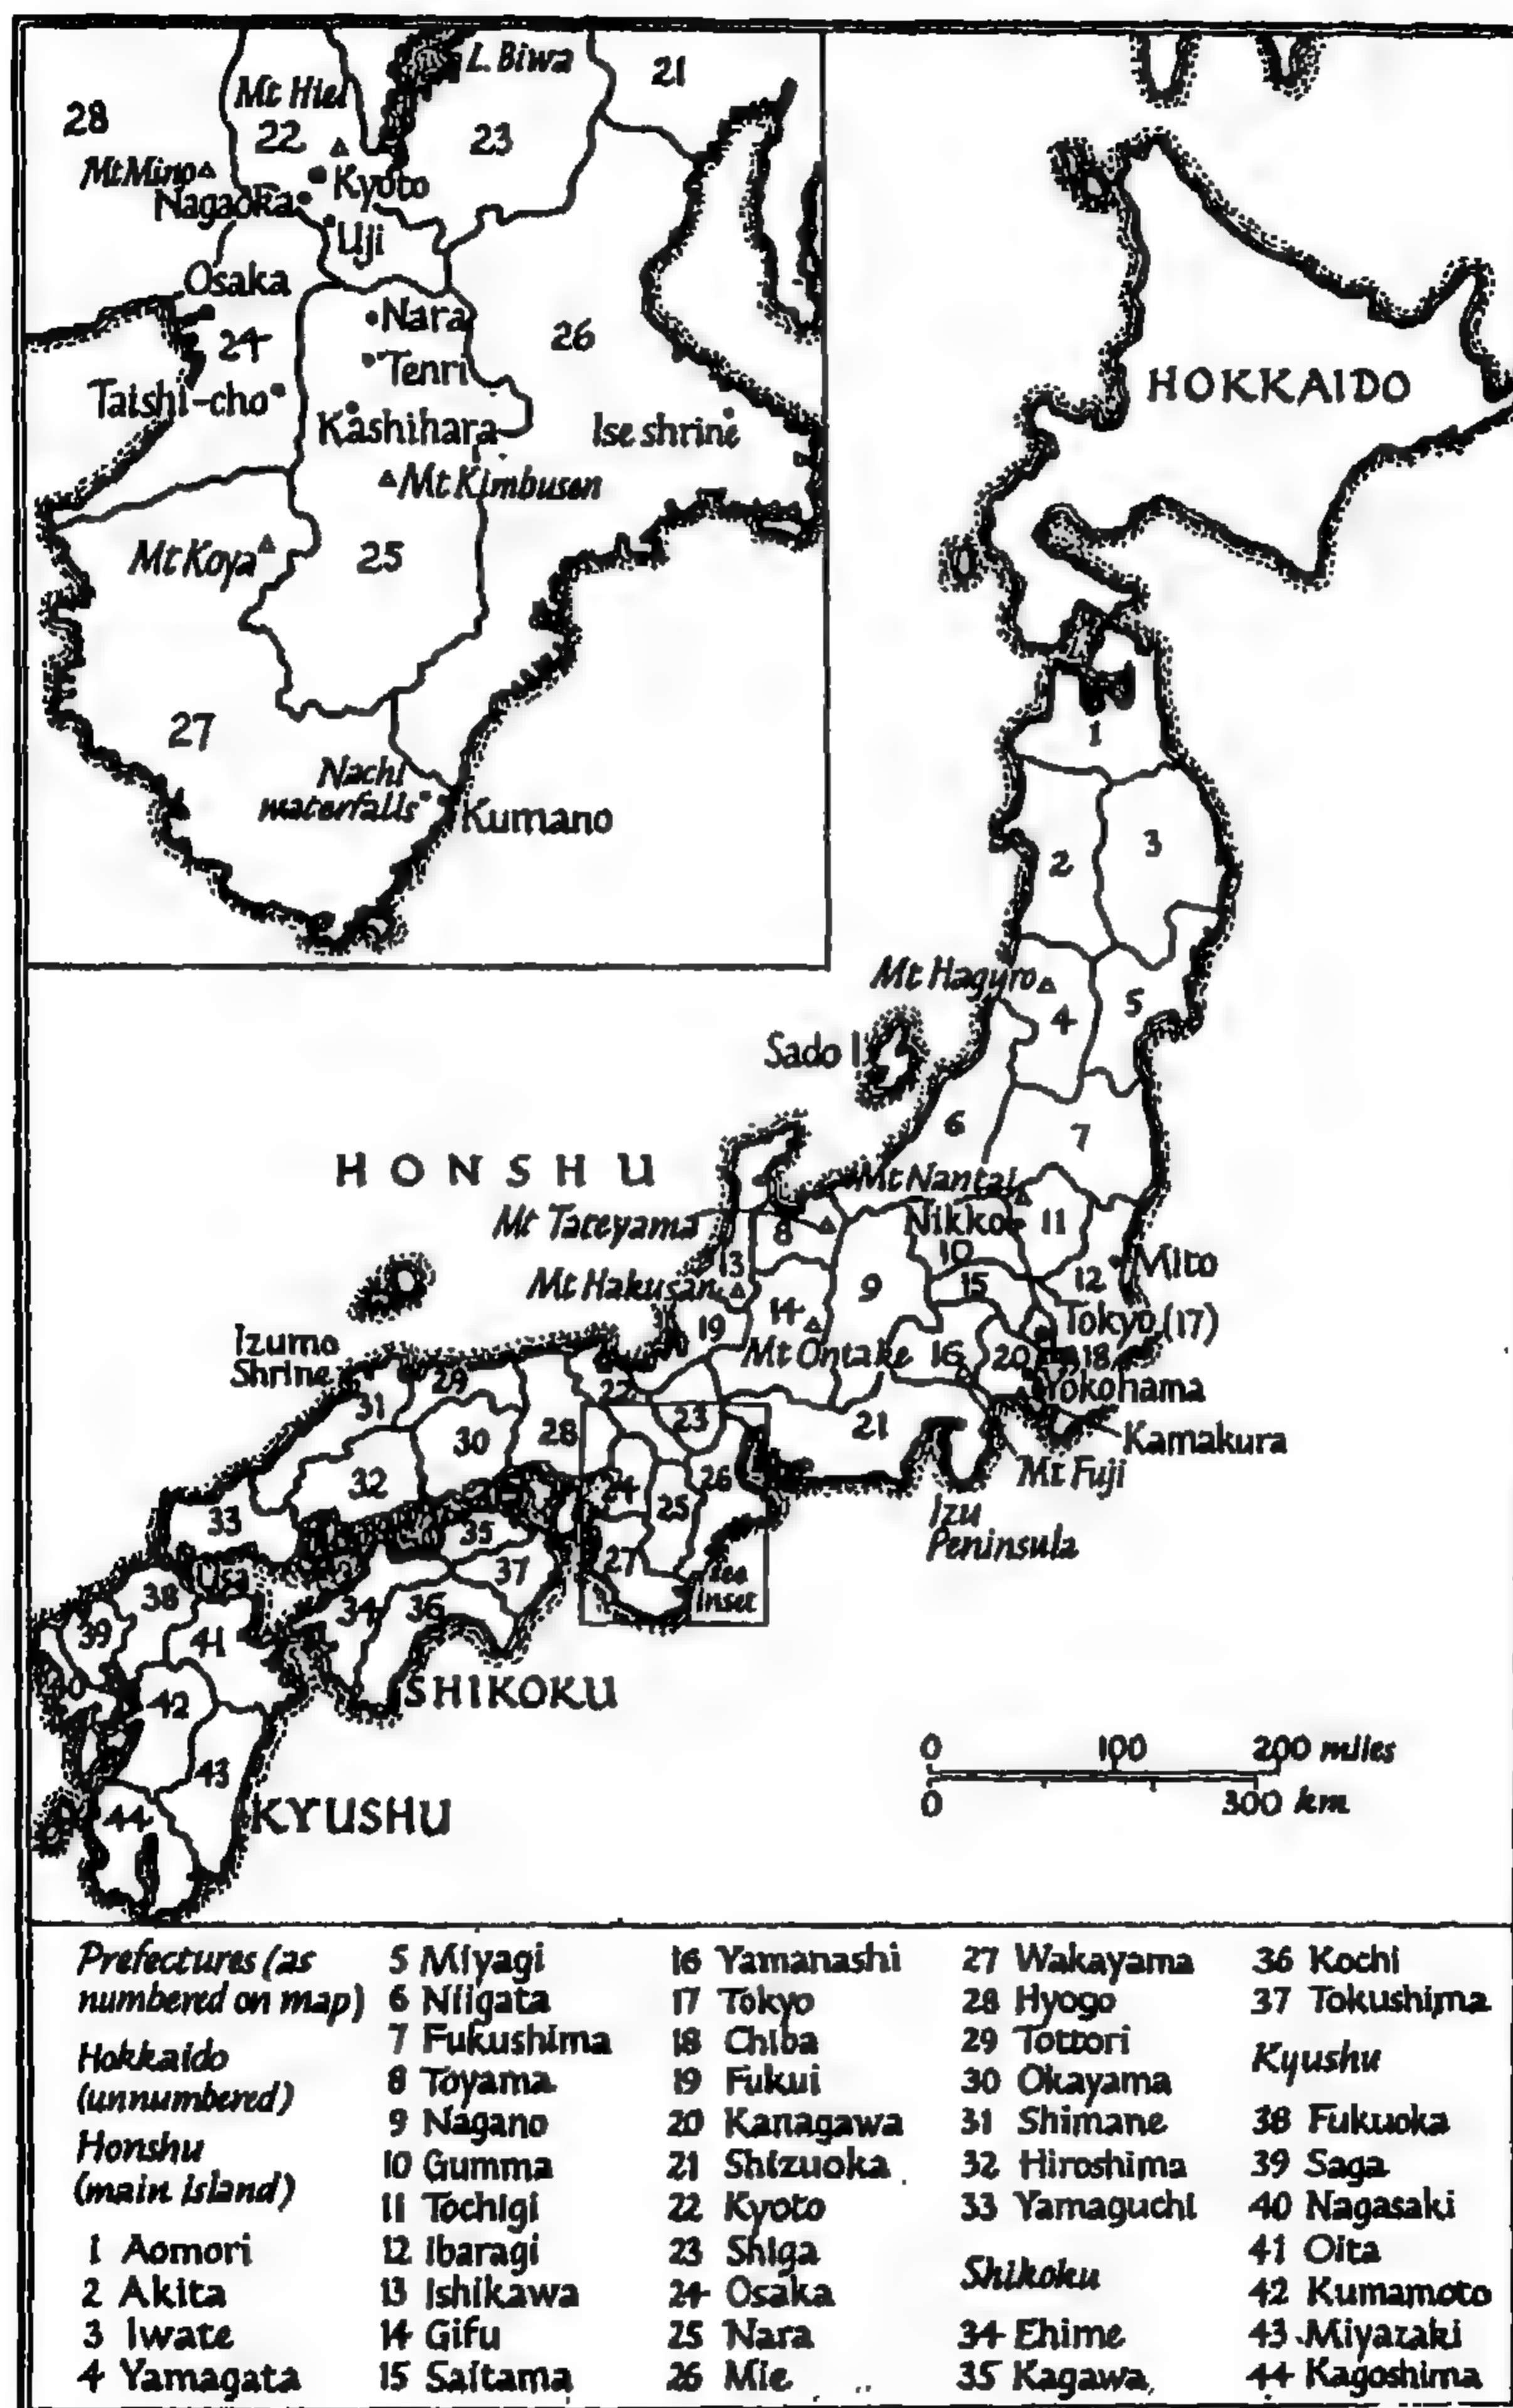 L. Biwa
21
Mt Hiei
28
22
23
Mt Mino
Kyoto
Nagaoka
Uji
Osaka
Nara
26
24
Tenri
Taishi-cho
Kashihara
Ise shrine
Mt Kimbusen
Mt Koya
25
27
Nachi
waterfalls
Kumano
HOKKAIDO
1
2
3
Mt Haguro
4
5
Sado I.
6
7
HONSHU
Mt Nantai
Mt Tateyama
8
Nikko
11
10
13
Mito
Mt Hakusan
9
15
12
14
19
Tokyo (17)
Izumo
Shrine
Mt Ontake
16
20
18
29
22
Yokohama
31
23
21
30
28
Kamakura
32
26
Mt Fuji
24
25
33
35
Izu
Peninsula
37
27
Usa
38
See
inset
34
36
39
41
40
42
SHIKOKU
43
44
KYUSHU
0 100 200 miles
0 300 km
Prefectures (as
numbered on map)
Hokkaido
(unnumbered)
Honshu
(main island)
1 Aomori
2 Akita
3 Iwate
4 Yamagata
5 Miyagi
6 Niigata
7 Fukushima
8 Toyama
9 Nagano
10 Gumma
11 Tochigi
12 Ibaragi
13 Ishikawa
14 Gifu
15 Saitama
16 Yamanashi
17 Tokyo
18 Chiba
19 Fukui
20 Kanagawa
21 Shizuoka
22 Kyoto
23 Shiga
24 Osaka
25 Nara
26 Mie
27 Wakayama
28 Hyogo
29 Tottori
30 Okayama
31 Shimane
32 Hiroshima
33 Yamaguchi
Shikoku
34 Ehime
35 Kagawa
36 Kochi
37 Tokushima
Kyushu
38 Fukuoka
39 Saga
40 Nagasaki
41 Oita
42 Kumamoto
43 Miyazaki
44 Kagoshima